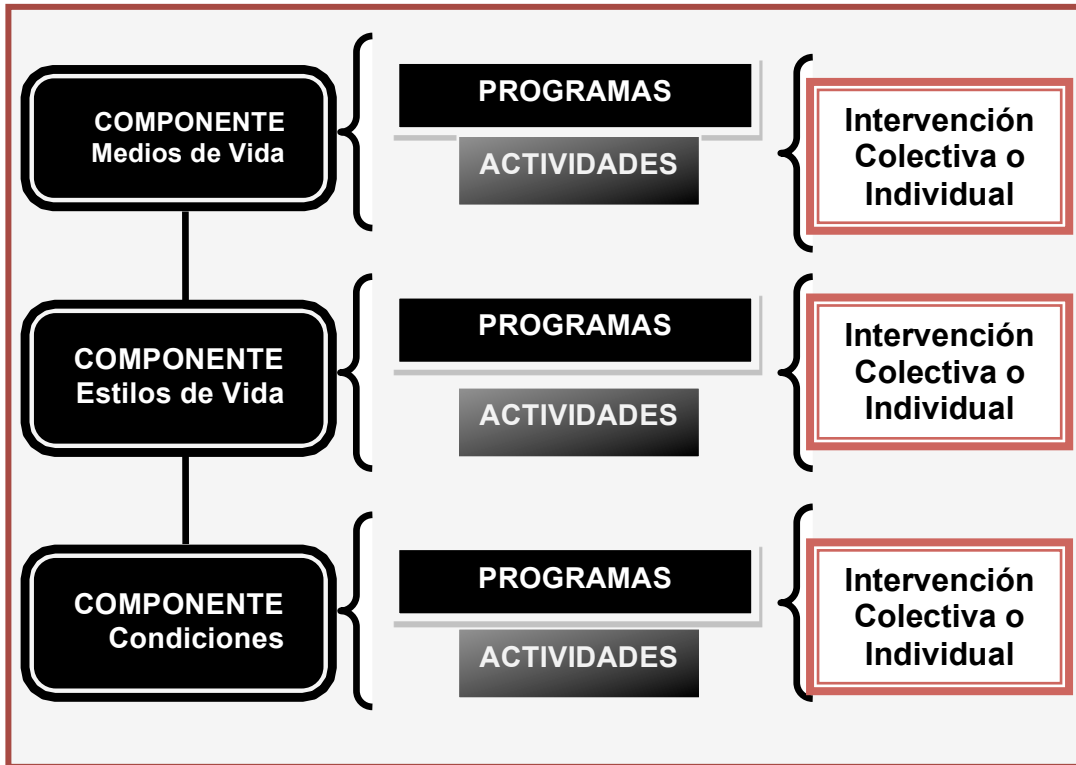 COMPONENTE
Medios de Vida
PROGRAMAS
ACTIVIDADES
Intervención
Colectiva o
Individual
COMPONENTE
Estilos de Vida
PROGRAMAS
ACTIVIDADES
Intervención
Colectiva o
Individual
COMPONENTE
Condiciones
PROGRAMAS
ACTIVIDADES
Intervención
Colectiva o
Individual